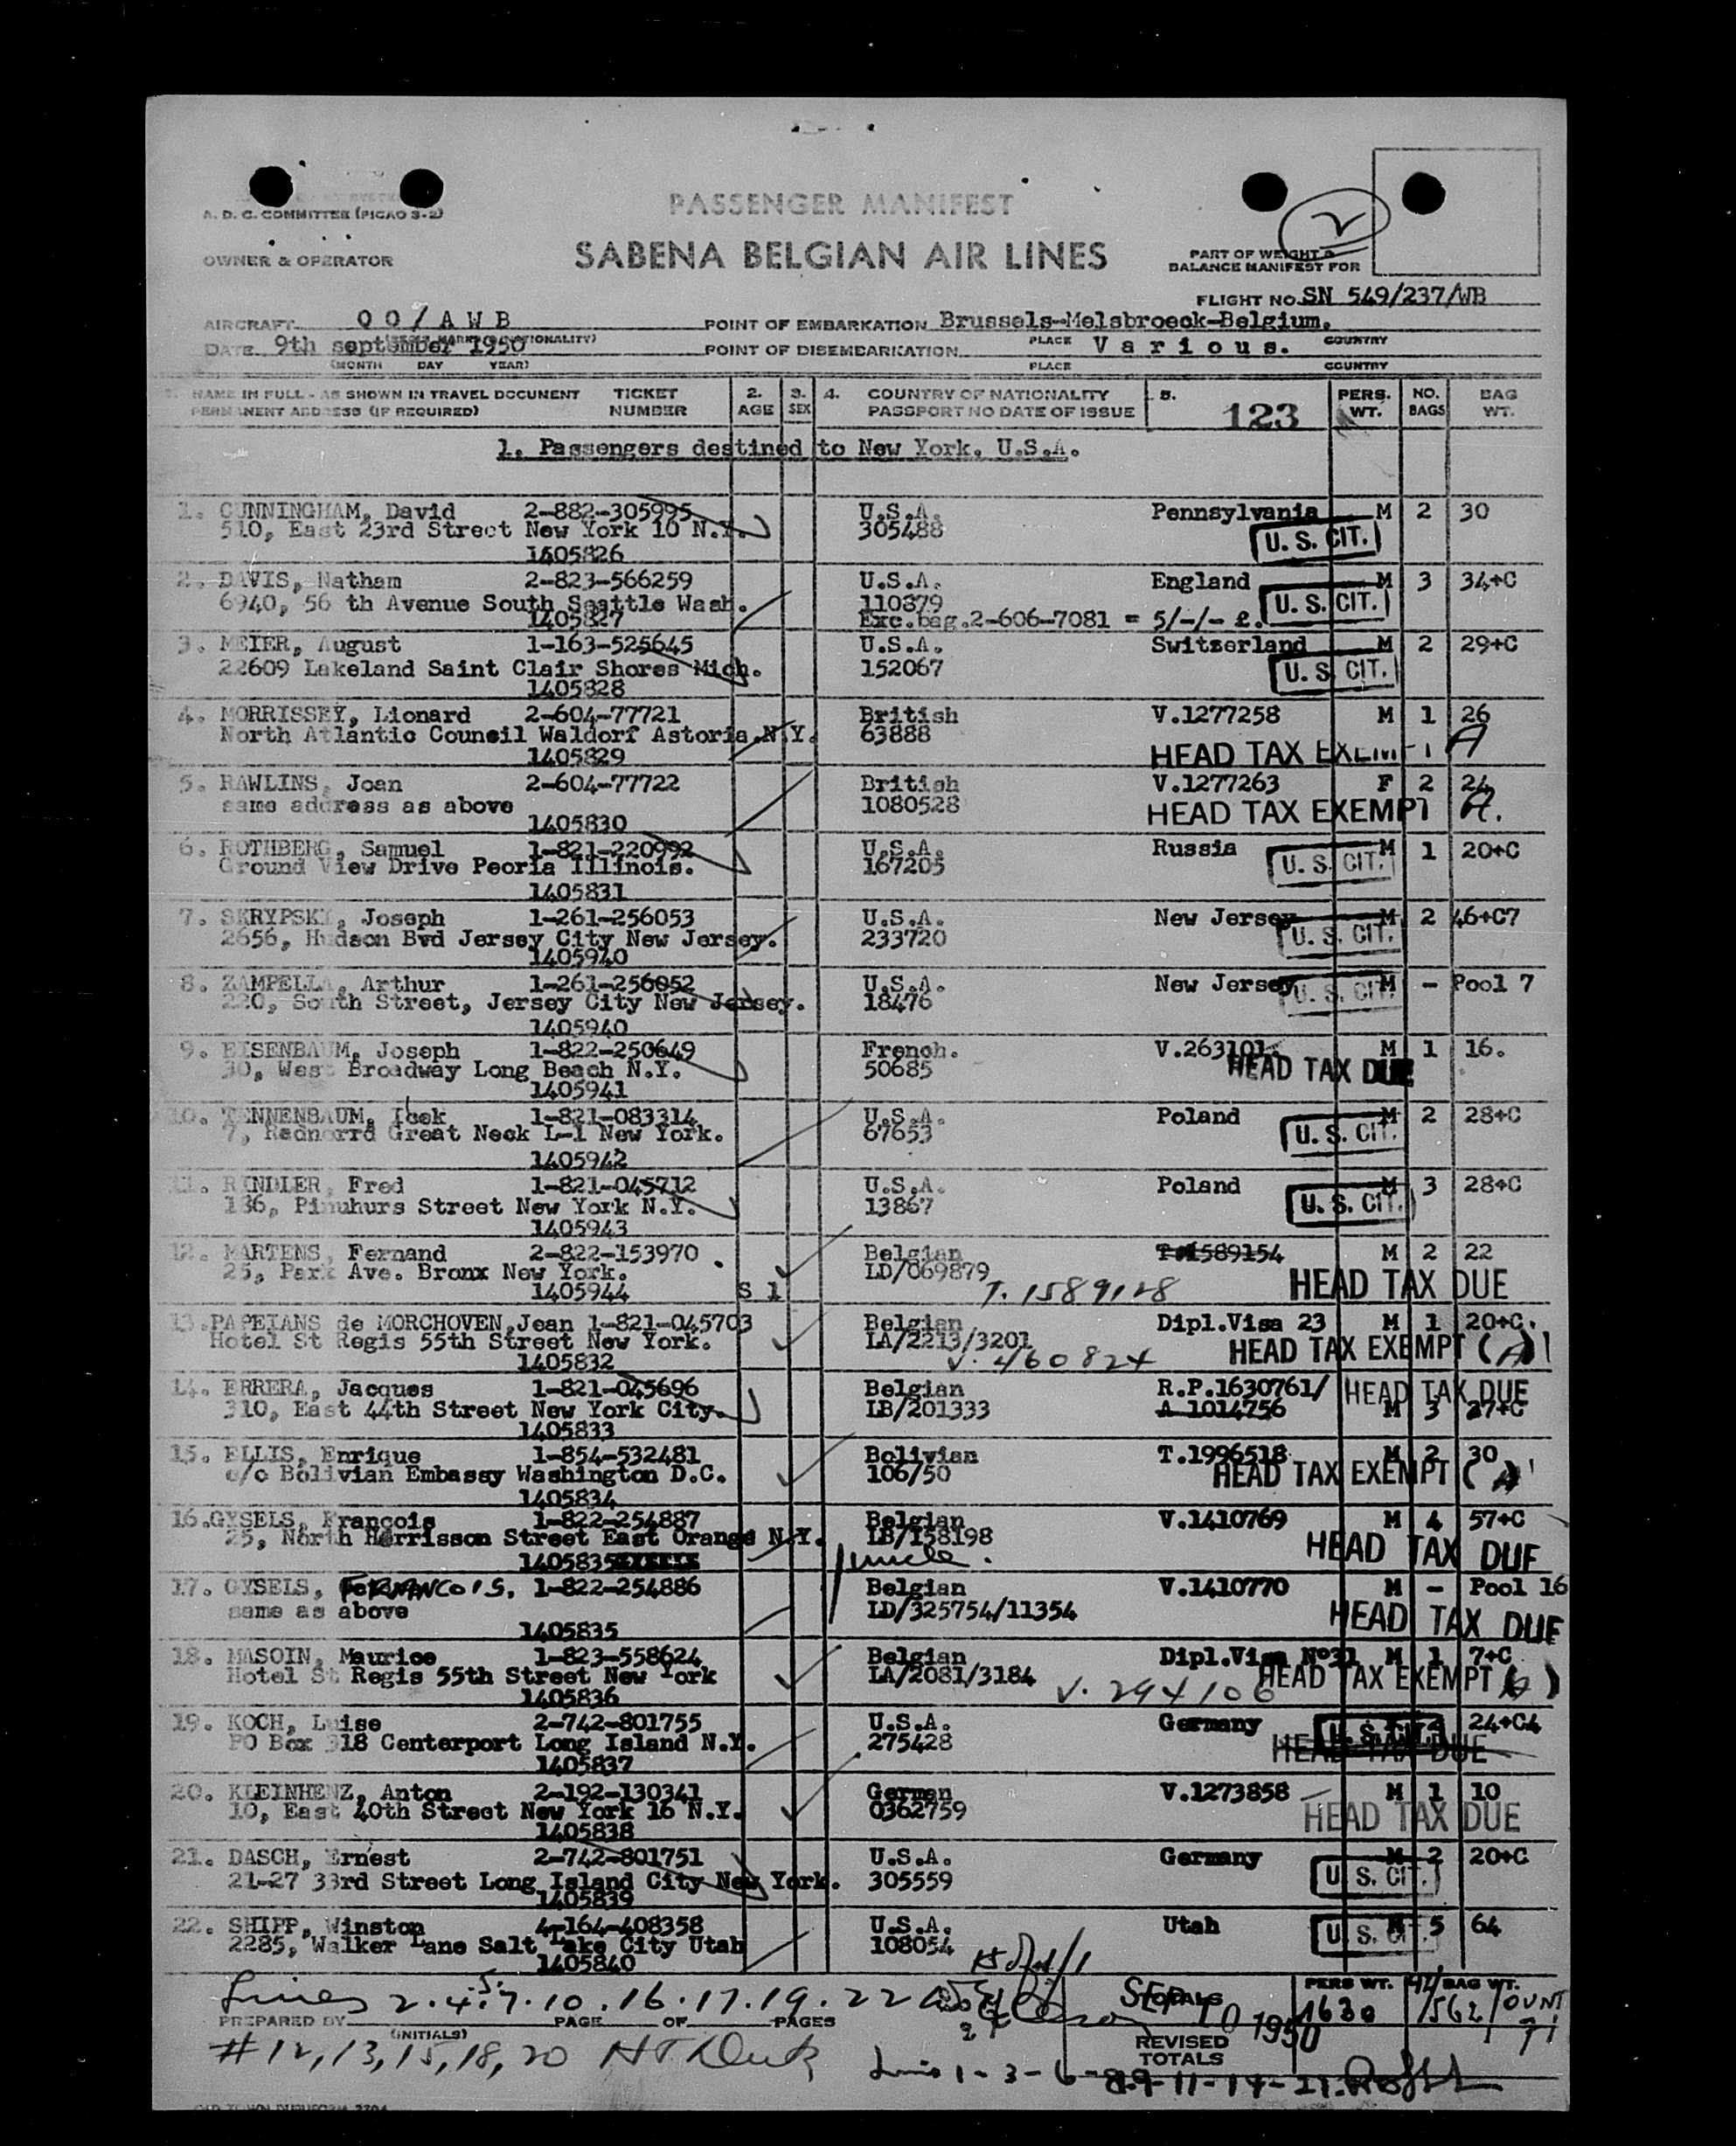 PASSENGER MANIFEST
A. D. C. COMMITTEE (PICAO S-2)
SABENA BELGIAN AIR LINES
OWNER & OPERATOR
PART OF WEIGHT &
BALANCE MANIFEST FOR
2
FLIGHT NO. SN 549/237/WB
AIRCRAFT OO/AWB
POINT OF EMBARKATION Brussels-Melsbroeck-Belgium.
DATE 9th september 1950
(MONTH DAY YEAR)
PLACE COUNTRY
POINT OF DISEMBARKATION Various.
PLACE COUNTRY
NAME IN FULL - AS SHOWN IN TRAVEL DOCUMENT TICKET 2. 3. 4. COUNTRY OF NATIONALITY 5. PERS. NO. BAG
PERMANENT ADDRESS (IF REQUIRED) NUMBER AGE SEX PASSPORT NO DATE OF ISSUE 123 WT. BAGS WT.
1. Passengers destined to New York. U.S.A.
1. CUNNINGHAM, David 2-882-305995 U.S.A. Pennsylvania M 2 30
510, East 23rd Street New York 10 N.Y. 305488 U. S. CIT.
1405826
2. DAVIS, Natham 2-823-566259 U.S.A. England M 3 34+C
6940, 56 th Avenue South Seattle Wash. 110879 U. S. CIT.
1405827 Exc.bag.2-606-7081 = 5/-/- £.
3. MEIER, August 1-163-525645 U.S.A. Switzerland M 2 29+C
22609 Lakeland Saint Clair Shores Mich. 152067 U. S. CIT.
1405828
4. MORRISSEY, Lionard 2-604-77721 British V.1277258 M 1 26
North Atlantic Council Waldorf Astoria N.Y. 63888
1405829 HEAD TAX EXEMPT A
5. RAWLINS, Joan 2-604-77722 British V.1277263 F 2 24
same address as above 1080528 HEAD TAX EXEMPT A.
1405830
6. ROTHBERG, Samuel 1-821-220992 U.S.A. Russia M 1 20+C
Ground View Drive Peoria Illinois. 167205 U. S. CIT.
1405831
7. SKRYPSKI, Joseph 1-261-256053 U.S.A. New Jersey M 2 46+C7
2656, Hudson Bvd Jersey City New Jersey. 233720 U. S. CIT.
1405940
8. ZAMPELLA, Arthur 1-261-256052 U.S.A. New Jersey M - Pool 7
220, South Street, Jersey City New Jersey. 18476 U. S. CIT.
1405940
9. EISENBAUM, Joseph 1-822-250649 French. V.263101 M 1 16.
30, West Broadway Long Beach N.Y. 50685 HEAD TAX DUE
1405941
10. TENNENBAUM, Icek 1-821-083314 U.S.A. Poland M 2 28+C
7, Rednorrd Great Neck L-1 New York. 67653 U. S. CIT.
1405942
11. RINDLER, Fred 1-821-045712 U.S.A. Poland M 3 28+C
186, Pinuhurs Street New York N.Y. 13867 U. S. CIT.
1405943
12. MARTENS, Fernand 2-822-153970 Belgian T.1589154 M 2 22
25, Park Ave. Bronx New York. LD/069879
1405944 S 1 T. 1589128 HEAD TAX DUE
13. PAPEIANS de MORCHOVEN, Jean 1-821-045703 Belgian Dipl.Visa 23 M 1 20+C.
Hotel St Regis 55th Street New York. LA/2213/3201 HEAD TAX EXEMPT (A)
1405832 V. 460824
14. ERRERA, Jacques 1-821-045696 Belgian R.P.1630761/ HEAD TAX DUE
310, East 44th Street New York City. LB/201333 A 1014756 M 3 27+C
1405833
15. ELLIS, Enrique 1-854-532481 Bolivian T.1996518 M 2 30
c/o Bolivian Embassy Washington D.C. 106/50 HEAD TAX EXEMPT (A)
1405834
16. GYSELS, François 1-822-254887 Belgian V.1410769 M 4 57+C
25, North Harrisson Street East Orange N.Y. LB/158198 HEAD TAX DUE
1405835 uncle.
17. GYSELS, FRANCOIS. 1-822-254886 Belgian V.1410770 M - Pool 16
same as above LD/325754/11354 HEAD TAX DUE
1405835
18. MASOIN, Maurice 1-823-558624 Belgian Dipl.Visa N°31 M 1 7+C
Hotel St Regis 55th Street New York LA/2081/3184 HEAD TAX EXEMPT (A)
1405836 V. 294106
19. KOCH, Luise 2-742-801755 U.S.A. Germany U. S. CIT. 24+C4
PO Box 318 Centerport Long Island N.Y. 275428 HEAD TAX DUE
1405837
20. KLEINHENZ, Anton 2-192-130341 German V.1273858 M 1 10
10, East 40th Street New York 16 N.Y. 0362759 HEAD TAX DUE
1405838
21. DASCH, Ernest 2-742-801751 U.S.A. Germany M 2 20+C
21-27 33rd Street Long Island City New York. 305559 U. S. CIT.
1405839
22. SHIPP, Winston 4-164-408358 U.S.A. Utah M 5 64
2285, Walker Lane Salt Lake City Utah 108054 U. S. CIT.
1405840
Lines 2.4.5.7.10.16.17.19.22
TOTALS SEP 10 1950 PERS WT. 1630 BAG WT. 562
PREPARED BY (INITIALS) PAGE OF PAGES
REVISED TOTALS
#12,13,15,18,20
Lines 1-3-6-8-9-11-14-21